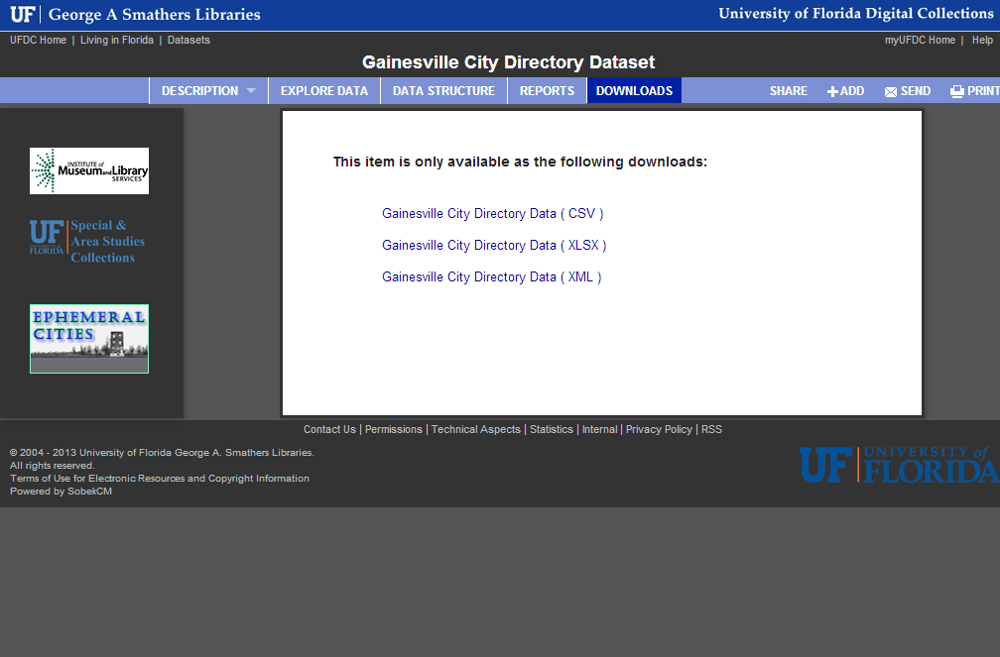 UF George A Smathers Libraries
University of Florida Digital Collections
UFDC Home | Living in Florida | Datasets
myUFDC Home | Help
Gainesville City Directory Dataset
DESCRIPTION EXPLORE DATA DATA STRUCTURE REPORTS DOWNLOADS SHARE ADD SEND PRINT
INSTITUTE of
Museum and Library
SERVICES
UF
UNIVERSITY of
FLORIDA
Special &
Area Studies
Collections
EPHEMERAL
CITIES
This item is only available as the following downloads:
Gainesville City Directory Data ( CSV )
Gainesville City Directory Data ( XLSX )
Gainesville City Directory Data ( XML )
Contact Us | Permissions | Technical Aspects | Statistics | Internal | Privacy Policy | RSS
© 2004 - 2013 University of Florida George A. Smathers Libraries.
All rights reserved.
Terms of Use for Electronic Resources and Copyright Information
Powered by SobekCM
UF UNIVERSITY of
FLORIDA